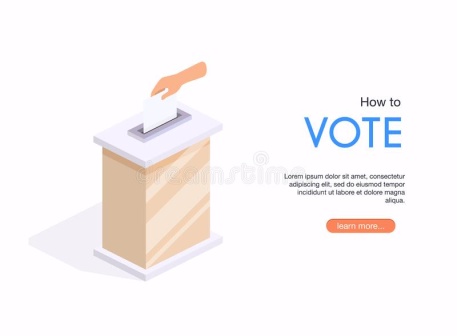 How to
VOTE
Lorem ipsum dolor sit amet, consectetur
adipiscing elit, sed do eiusmod tempor
incididunt ut labore et dolore magna
aliqua.
learn more...
dreamstime